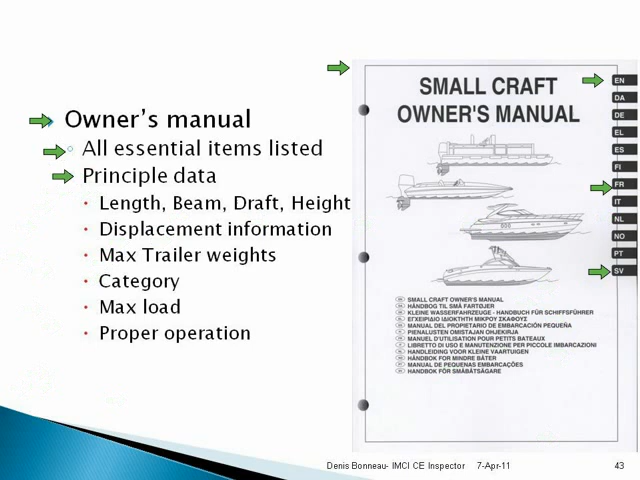 Owner's manual
All essential items listed
Principle data
Length, Beam, Draft, Height
Displacement information
Max Trailer weights
Category
Max load
Proper operation
SMALL CRAFT
OWNER'S MANUAL
EN
DA
DE
EL
ES
FI
FR
IT
NL
NO
PT
SV
SMALL CRAFT OWNER'S MANUAL
HÅNDBOG TIL SMÅ FARTØJER
KLEINE WASSERFAHRZEUGE - HANDBUCH FÜR SCHIFFSFÜHRER
ΕΓΧΕΙΡΙΔΙΟ ΙΔΙΟΚΤΗΤΗ ΜΙΚΡΟΥ ΣΚΑΦΟΥΣ
MANUAL DEL PROPIETARIO DE EMBARCACIÓN PEQUEÑA
PIENALUSTEN OMISTAJAN OHJEKIRJA
MANUEL D'UTILISATION POUR PETITS BATEAUX
LIBRETTO DI USO E MANUTENZIONE PER PICCOLE IMBARCAZIONI
HANDLEIDING VOOR KLEINE VAARTUIGEN
HÅNDBOK FOR MINDRE BÅTER
MANUAL DE PEQUENAS EMBARCAÇÕES
HANDBOK FÖR SMÅBÅTSÄGARE
Denis Bonneau- IMCI CE Inspector 7-Apr-11 43